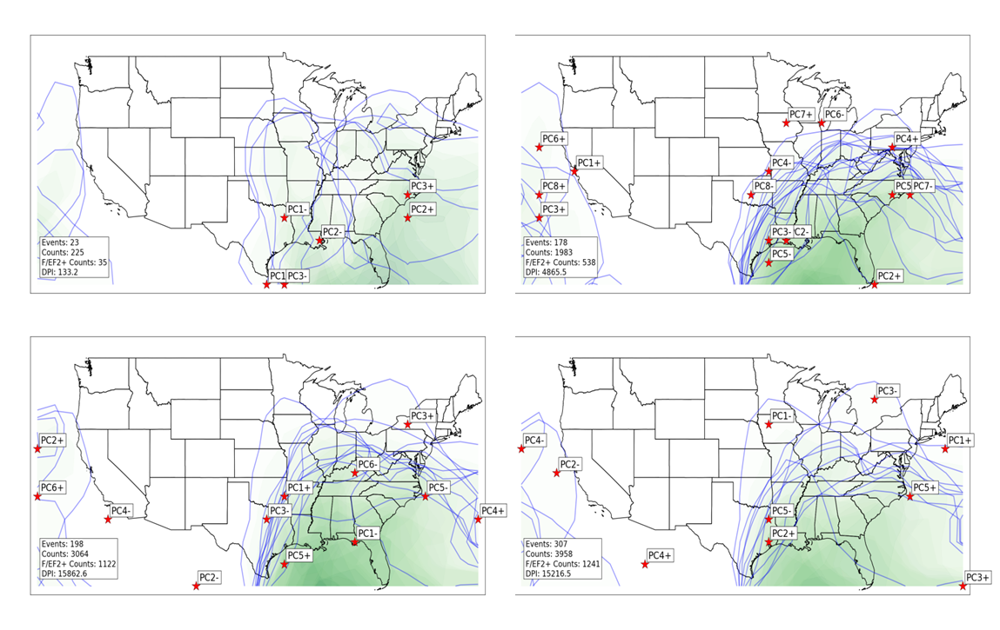 PC3+
PC2+
PC1-
PC2-
PC1
PC3-
Events: 23
Counts: 225
F/EF2+ Counts: 35
DPI: 133.2
PC7+
PC6-
PC6+
PC4+
PC1+
PC4-
PC8+
PC8-
PC5
PC7-
PC3+
PC3-
C2-
PC5-
PC2+
Events: 178
Counts: 1983
F/EF2+ Counts: 538
DPI: 4865.5
PC3+
PC2+
PC6-
PC6+
PC1+
PC5-
PC4-
PC3-
PC4+
PC1-
PC5+
PC2-
Events: 198
Counts: 3064
F/EF2+ Counts: 1122
DPI: 15862.6
PC3-
PC1-
PC4-
PC1+
PC2-
PC5+
PC5-
PC2+
PC4+
PC3+
Events: 307
Counts: 3958
F/EF2+ Counts: 1241
DPI: 15216.5